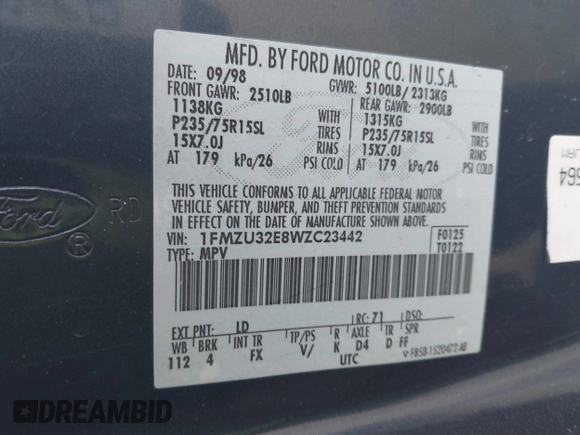 MFD. BY FORD MOTOR CO. IN U.S.A.
DATE: 09/98 GVWR: 5100LB/ 2313KG
FRONT GAWR: 2510LB REAR GAWR: 2900LB
1138KG 1315KG
P235/75R15SL TIRES P235/75R15SL TIRES
15X7.0J RIMS 15X7.0J RIMS
AT 179 kPa/26 PSI COLD AT 179 kPa/26 PSI COLD
THIS VEHICLE CONFORMS TO ALL APPLICABLE FEDERAL MOTOR
VEHICLE SAFETY, BUMPER, AND THEFT PREVENTION STANDARDS
IN EFFECT ON THE DATE OF MANUFACTURE SHOWN ABOVE.
VIN: 1FMZU32E8WZC23442 F0125
TYPE: MPV T0122
EXT PNT: LD RC: 71 DSO:
WB BRK INT TR TP/PS R AXLE TR SPR
112 4 FX V/ K D4 D FF
UTC ▽ F85B-1520472-AB
Ford
®
RD
5664
DREAMBID